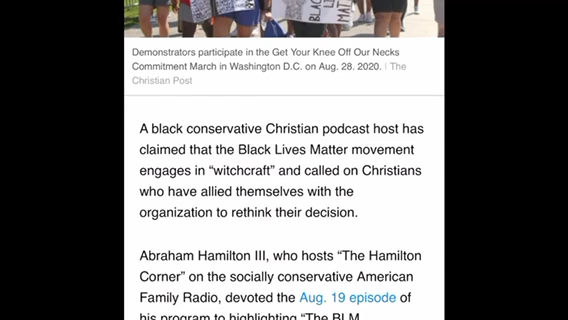 BLACK
LIVES
MATTER
Demonstrators participate in the Get Your Knee Off Our Necks
Commitment March in Washington D.C. on Aug. 28. 2020. | The
Christian Post
A black conservative Christian podcast host has
claimed that the Black Lives Matter movement
engages in “witchcraft” and called on Christians
who have allied themselves with the
organization to rethink their decision.
Abraham Hamilton III, who hosts “The Hamilton
Corner” on the socially conservative American
Family Radio, devoted the Aug. 19 episode of
his program to highlighting “The BLM